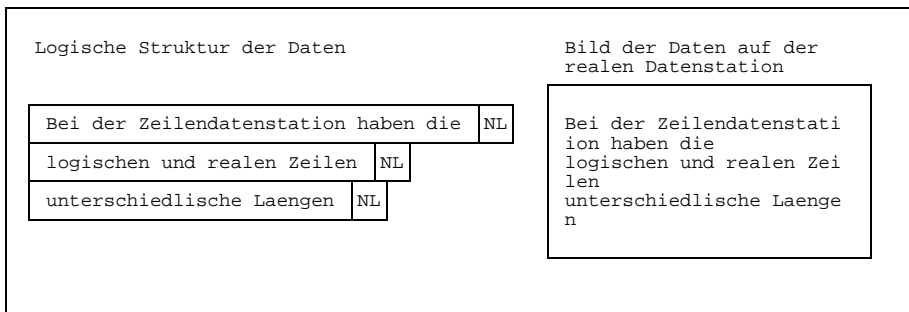 Logische Struktur der Daten
Bild der Daten auf der
realen Datenstation
Bei der Zeilendatenstation haben die NL
logischen und realen Zeilen NL
unterschiedlische Laengen NL
Bei der Zeilendatenstati
ion haben die
logischen und realen Zei
len
unterschiedlische Laenge
n